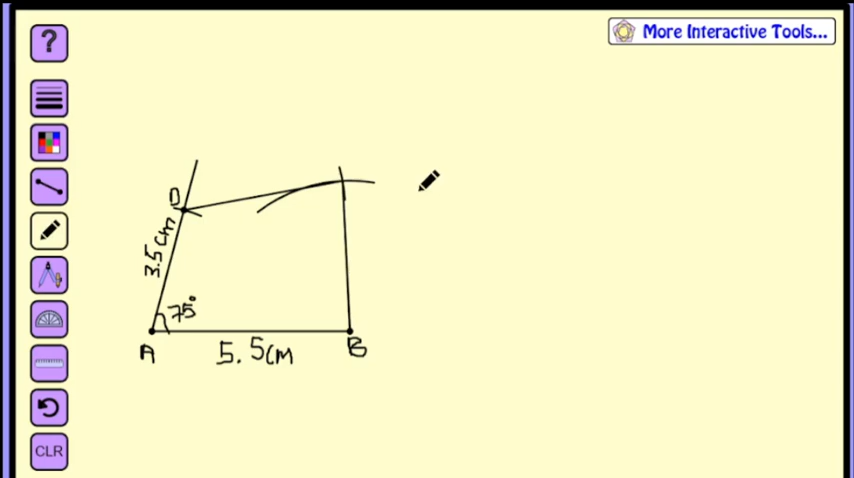 ?
More Interactive Tools...
D
3.5cm
75°
A
5.5cm
B
CLR